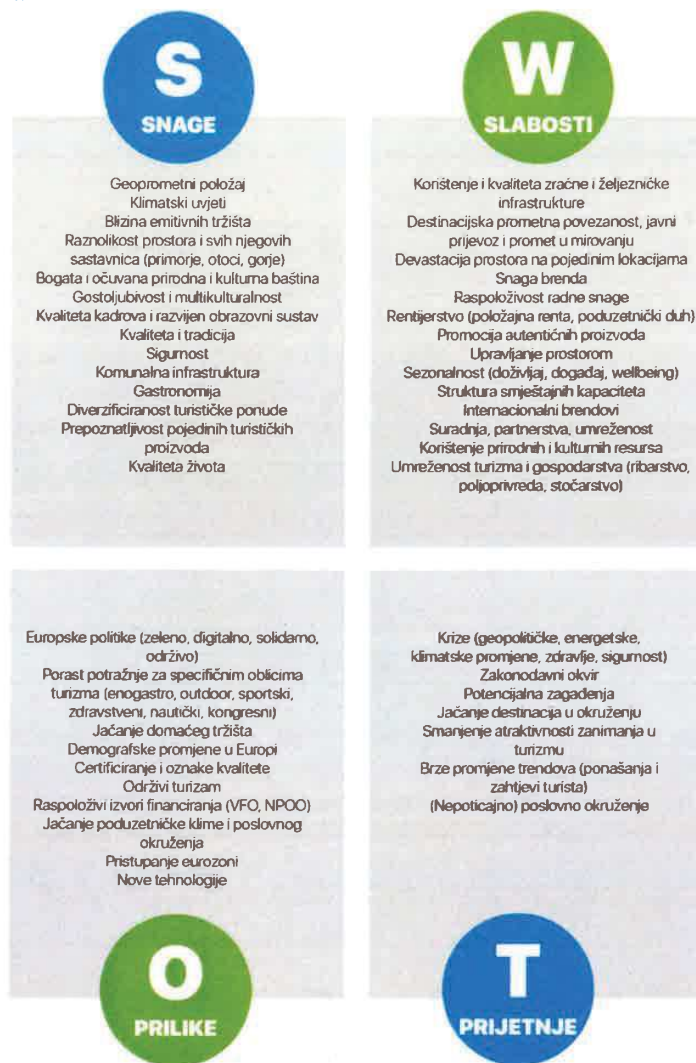 S
SNAGE
Geoprometni položaj
Klimatski uvjeti
Blizina emitivnih tržišta
Raznolikost prostora i svih njegovih
sastavnica (primorje, otoci, gorje)
Bogata i očuvana prirodna i kulturna baština
Gostoljubivost i multikulturalnost
Kvaliteta kadrova i razvijen obrazovni sustav
Kvaliteta i tradicija
Sigurnost
Komunalna infrastruktura
Gastronomija
Diverzificiranost turističke ponude
Prepoznatljivost pojedinih turističkih
proizvoda
Kvaliteta života
W
SLABOSTI
Korištenje i kvaliteta zračne i željezničke
infrastrukture
Destinacijska prometna povezanost, javni
prijevoz i promet u mirovanju
Devastacija prostora na pojedinim lokacijama
Snaga brenda
Raspoloživost radne snage
Rentijerstvo (položajna renta, poduzetnički duh)
Promocija autentičnih proizvoda
Upravljanje prostorom
Sezonalnost (doživljaj, događaj, wellbeing)
Struktura smještajnih kapaciteta
Internacionalni brendovi
Suradnja, partnerstva, umreženost
Korištenje prirodnih i kulturnih resursa
Umreženost turizma i gospodarstva (ribarstvo,
poljoprivreda, stočarstvo)
Europske politike (zeleno, digitalno, solidarno,
održivo)
Porast potražnje za specifičnim oblicima
turizma (enogastro, outdoor, sportski,
zdravstveni, nautički, kongresni)
Jačanje domaćeg tržišta
Demografske promjene u Europi
Certificiranje i oznake kvalitete
Održivi turizam
Raspoloživi izvori financiranja (VFO, NPOO)
Jačanje poduzetničke klime i poslovnog
okruženja
Pristupanje eurozoni
Nove tehnologije
O
PRILIKE
Krize (geopolitičke, energetske,
klimatske promjene, zdravlje, sigurnost)
Zakonodavni okvir
Potencijalna zagađenja
Jačanje destinacija u okruženju
Smanjenje atraktivnosti zanimanja u
turizmu
Brze promjene trendova (ponašanja i
zahtjevi turista)
(Nepoticajno) poslovno okruženje
T
PRIJETNJE